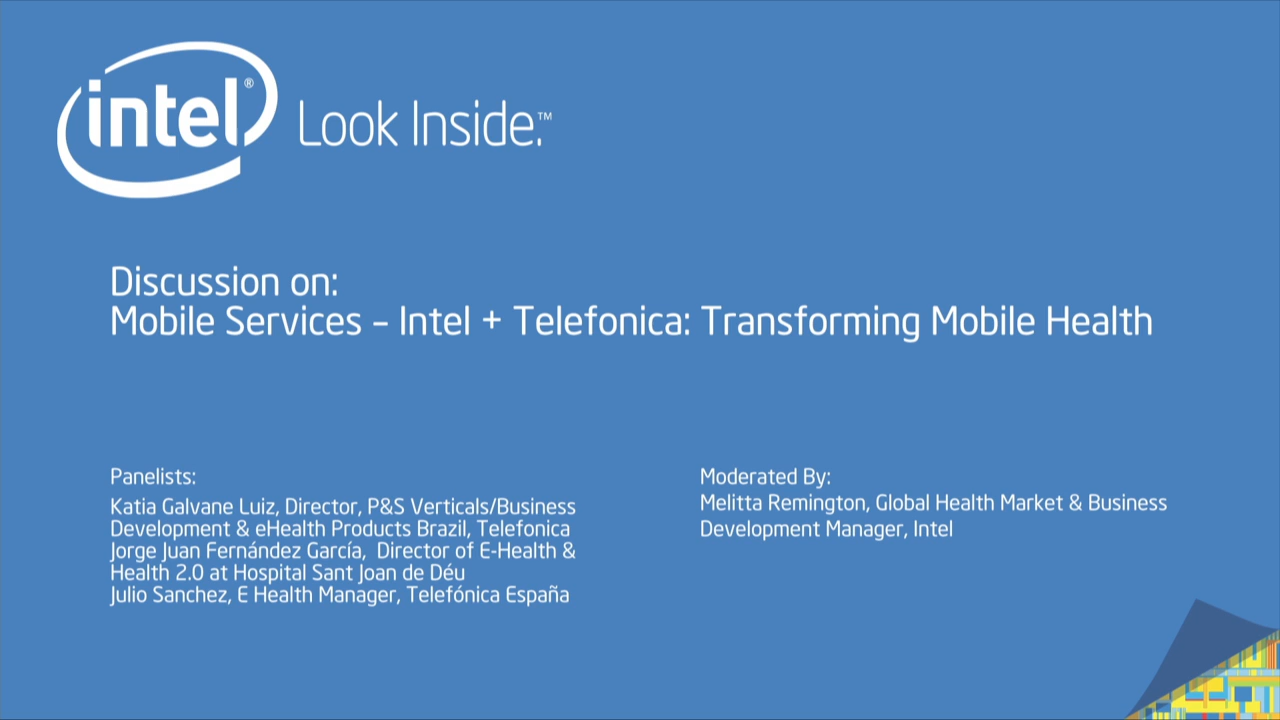 intel® Look Inside.™
Discussion on:
Mobile Services – Intel + Telefonica: Transforming Mobile Health
Panelists:
Katia Galvane Luiz, Director, P&S Verticals/Business
Development & eHealth Products Brazil, Telefonica
Jorge Juan Fernández García,  Director of E-Health &
Health 2.0 at Hospital Sant Joan de Déu
Julio Sanchez, E Health Manager, Telefónica España
Moderated By:
Melitta Remington, Global Health Market & Business
Development Manager, Intel